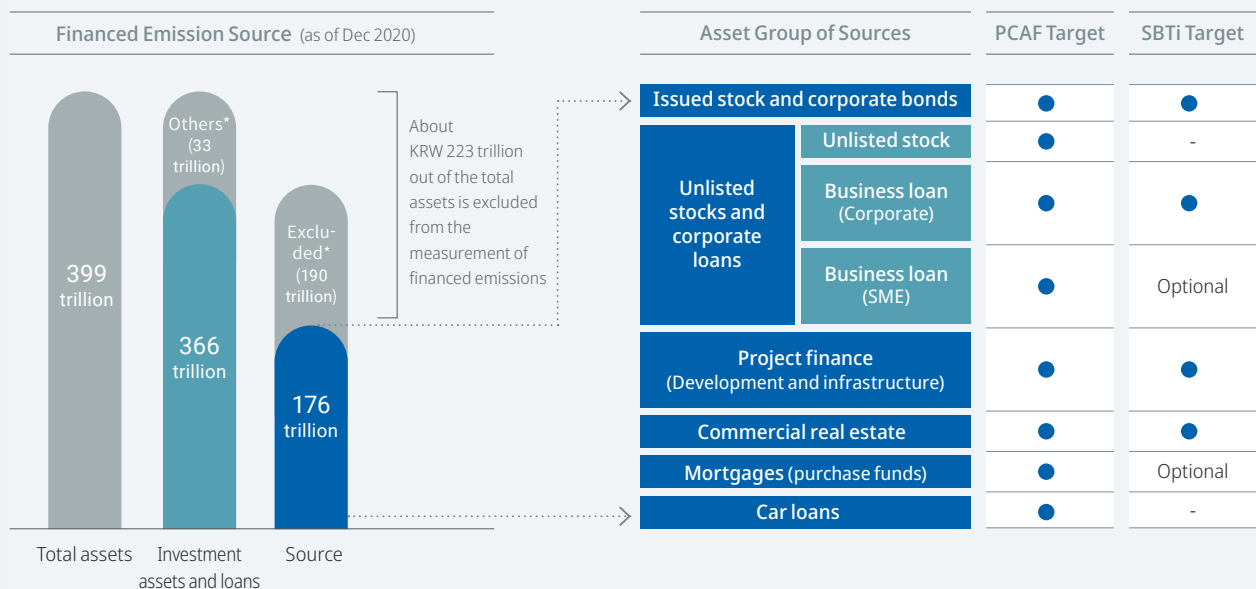 Financed Emission Source (as of Dec 2020)
399
trillion
Others*
(33
trillion)
366
trillion
Exclu-
ded*
(190
trillion)
176
trillion
About
KRW 223 trillion
out of the total
assets is excluded
from the
measurement of
financed emissions
Total assets
Investment
assets and loans
Source
Asset Group of Sources
PCAF Target
SBTi Target
Issued stock and corporate bonds
Unlisted
stocks and
corporate
loans
Unlisted stock
-
Business loan
(Corporate)
Business loan
(SME)
Optional
Project finance
(Development and infrastructure)
Commercial real estate
Mortgages (purchase funds)
Optional
Car loans
-